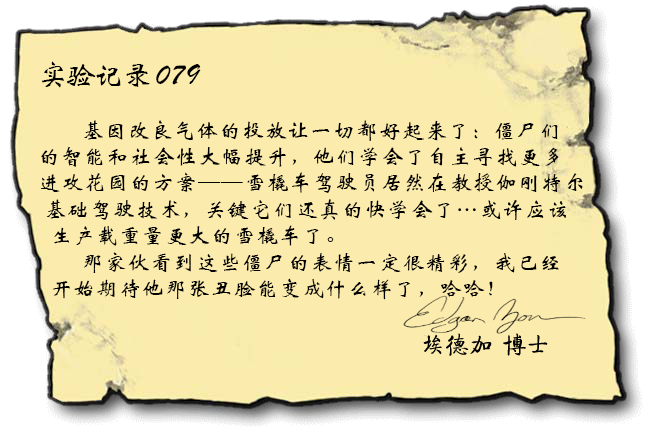 实验记录079
基因改良气体的投放让一切都好起来了：僵尸们
的智能和社会性大幅提升，他们学会了自主寻找更多
进攻花园的方案——雪橇车驾驶员居然在教授伽刚特尔
基础驾驶技术，关键它们还真的快学会了…或许应该
生产载重量更大的雪橇车了。
那家伙看到这些僵尸的表情一定很精彩，我已经
开始期待他那张丑脸能变成什么样了，哈哈！
埃德加 博士